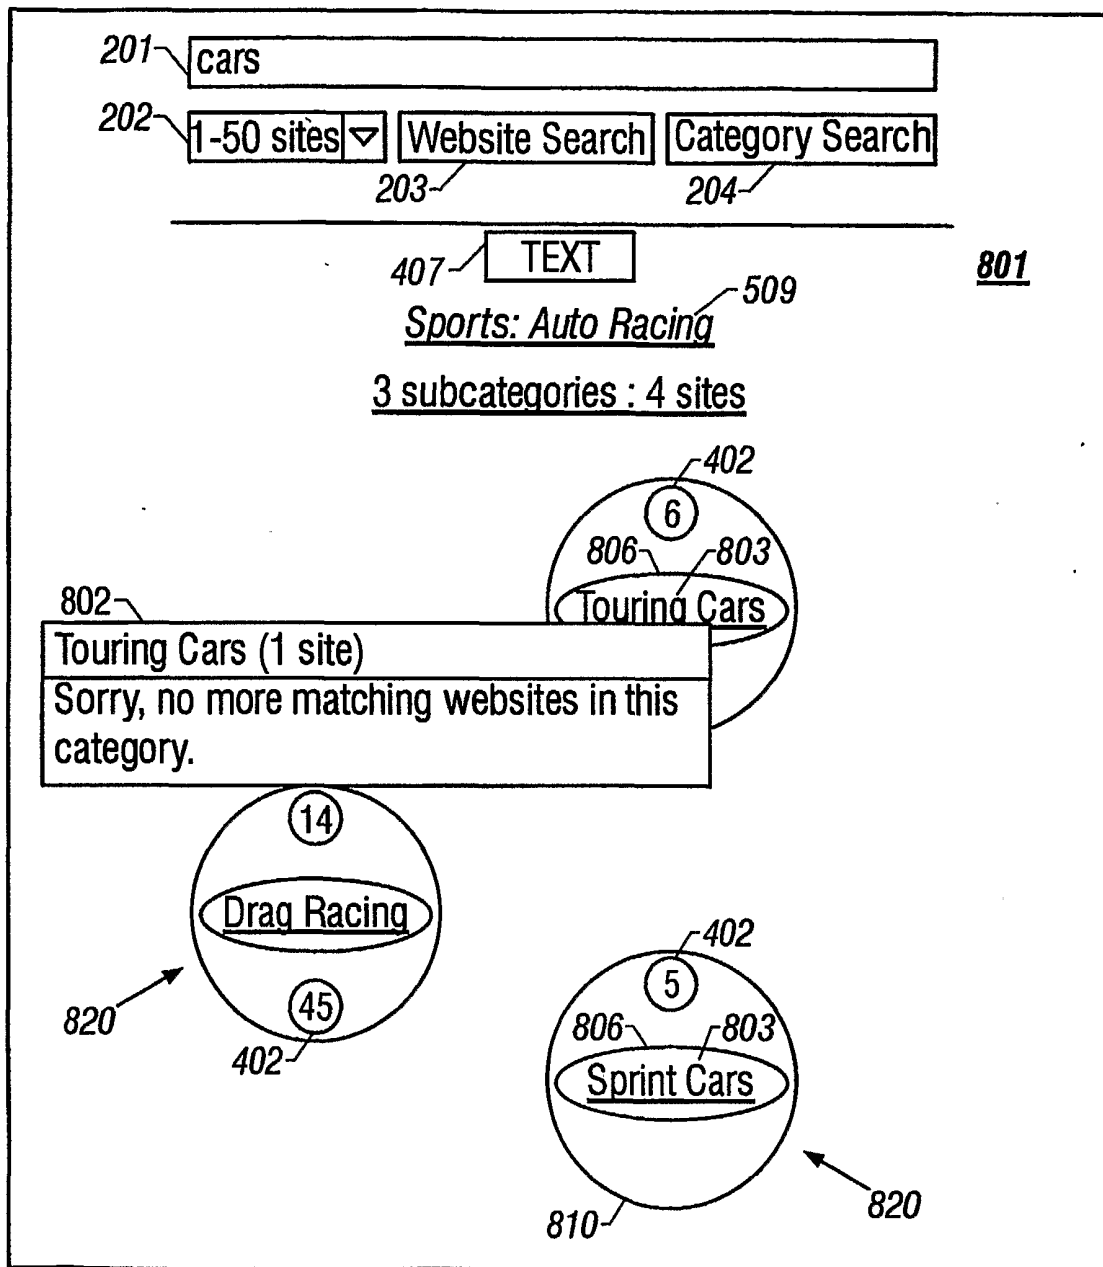 201 cars
202 1-50 sites Website Search Category Search
203 204
407 TEXT 801
509
Sports: Auto Racing
3 subcategories : 4 sites
402
6
806 803
Touring Cars
802
Touring Cars (1 site)
Sorry, no more matching websites in this
category.
14
Drag Racing
402
5
820 45 806 803
402
Sprint Cars
810 820